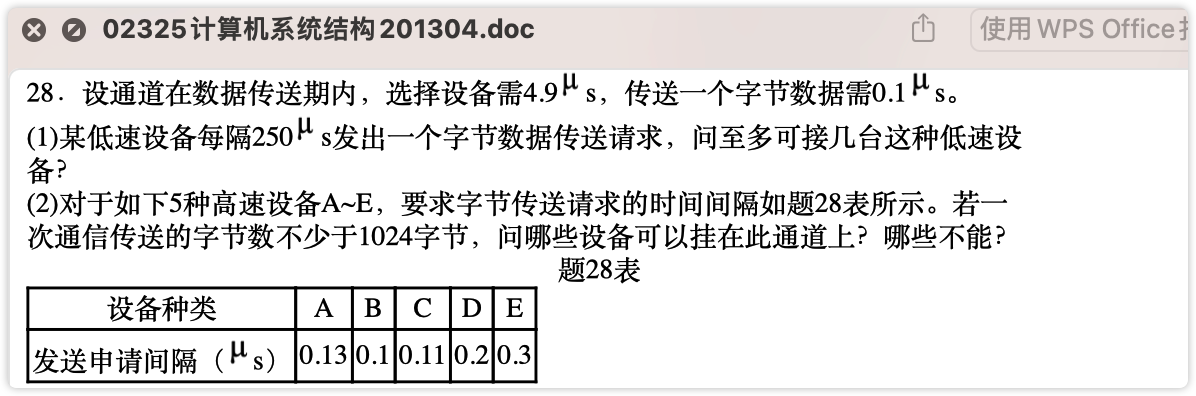 02325计算机系统结构201304.doc
使用 WPS Office
28．设通道在数据传送期内，选择设备需4.9μs，传送一个字节数据需0.1μs。
(1)某低速设备每隔250μs发出一个字节数据传送请求，问至多可接几台这种低速设
备？
(2)对于如下5种高速设备A~E，要求字节传送请求的时间间隔如题28表所示。若一
次通信传送的字节数不少于1024字节，问哪些设备可以挂在此通道上？哪些不能？
题28表
设备种类 A B C D E
发送申请间隔（μs） 0.13 0.1 0.11 0.2 0.3